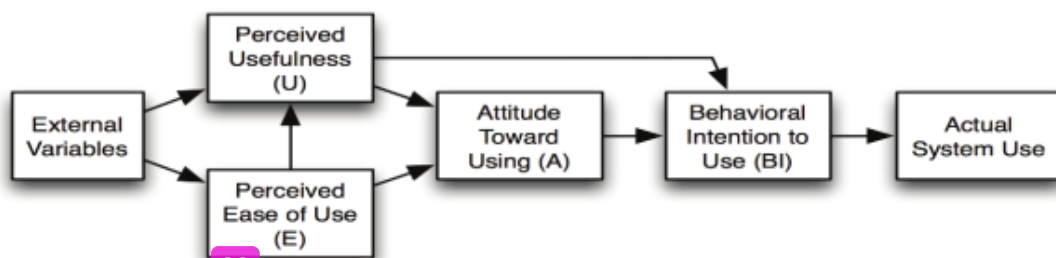 Perceived
Usefulness
(U)
External
Variables
Perceived
Ease of Use
(E)
Attitude
Toward
Using (A)
Behavioral
Intention to
Use (BI)
Actual
System Use